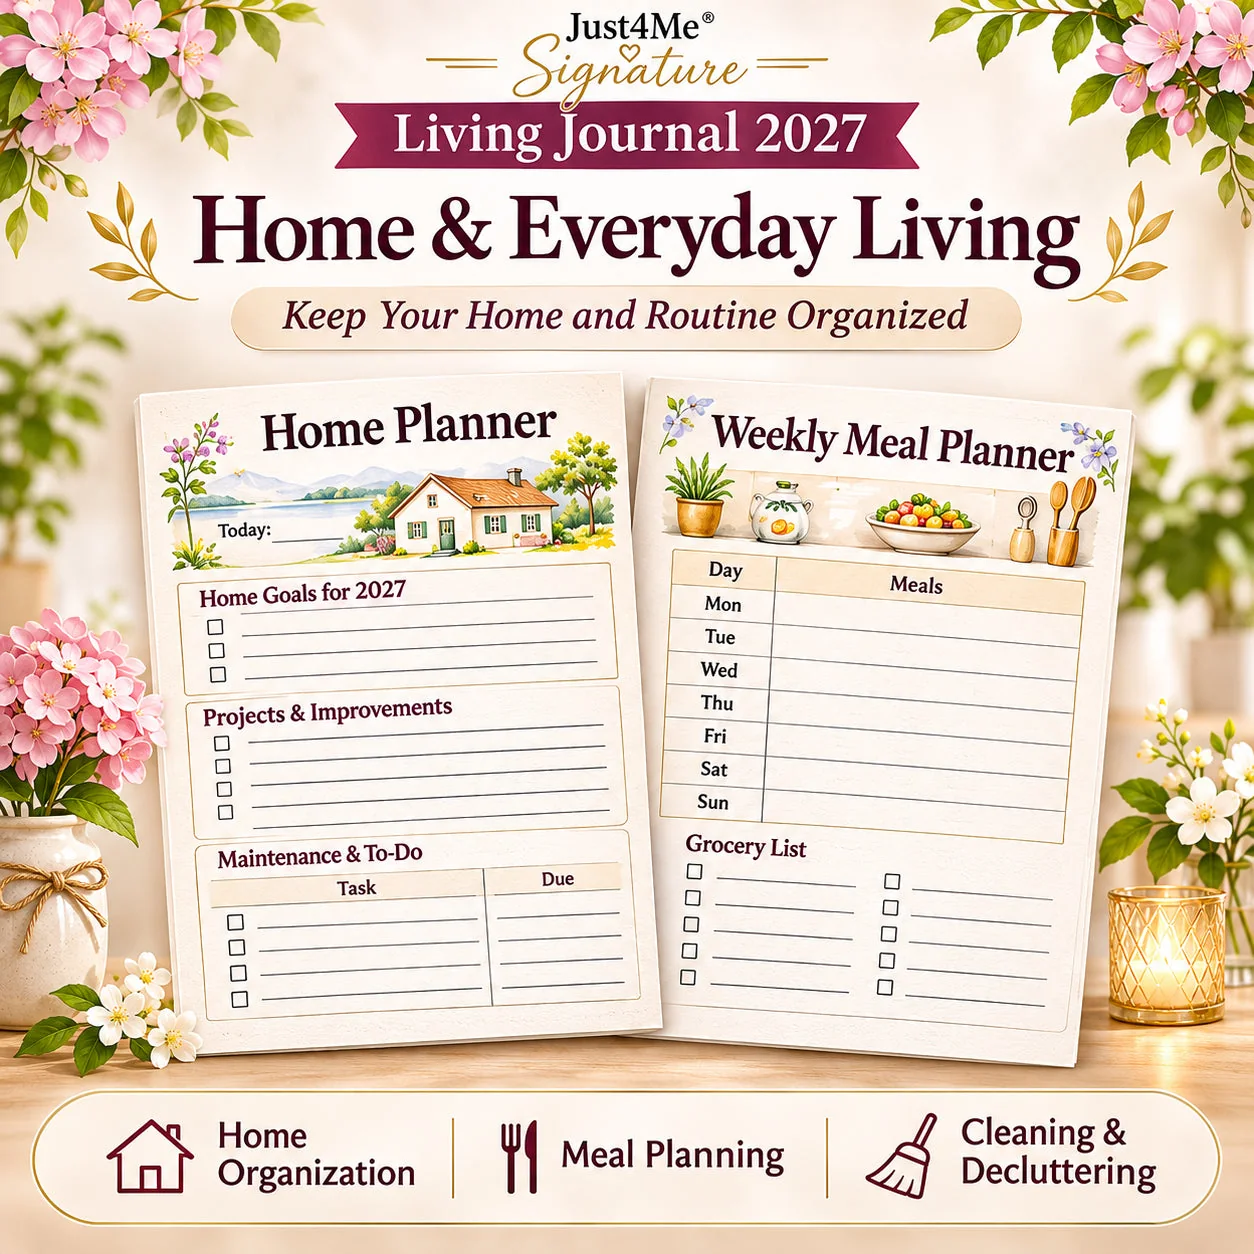 Just4Me®
Signature
Living Journal 2027
Home & Everyday Living
Keep Your Home and Routine Organized
Home Planner
Today:
Home Goals for 2027
Projects & Improvements
Maintenance & To-Do
Task Due
Weekly Meal Planner
Day Meals
Mon
Tue
Wed
Thu
Fri
Sat
Sun
Grocery List
Home
Organization
Meal Planning
Cleaning &
Decluttering